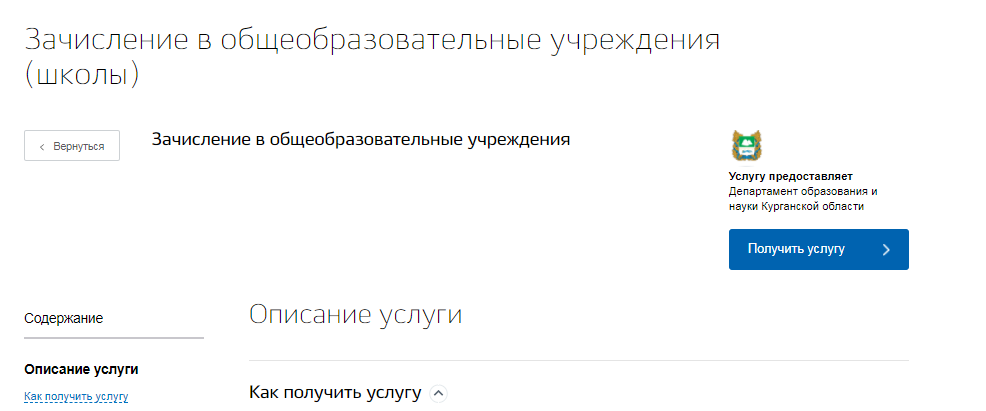 Зачисление в общеобразовательные учреждения
(школы)
Вернуться
Зачисление в общеобразовательные учреждения
Услугу предоставляет
Департамент образования и
науки Курганской области
Получить услугу
Содержание
Описание услуги
Описание услуги
Как получить услугу
Как получить услугу